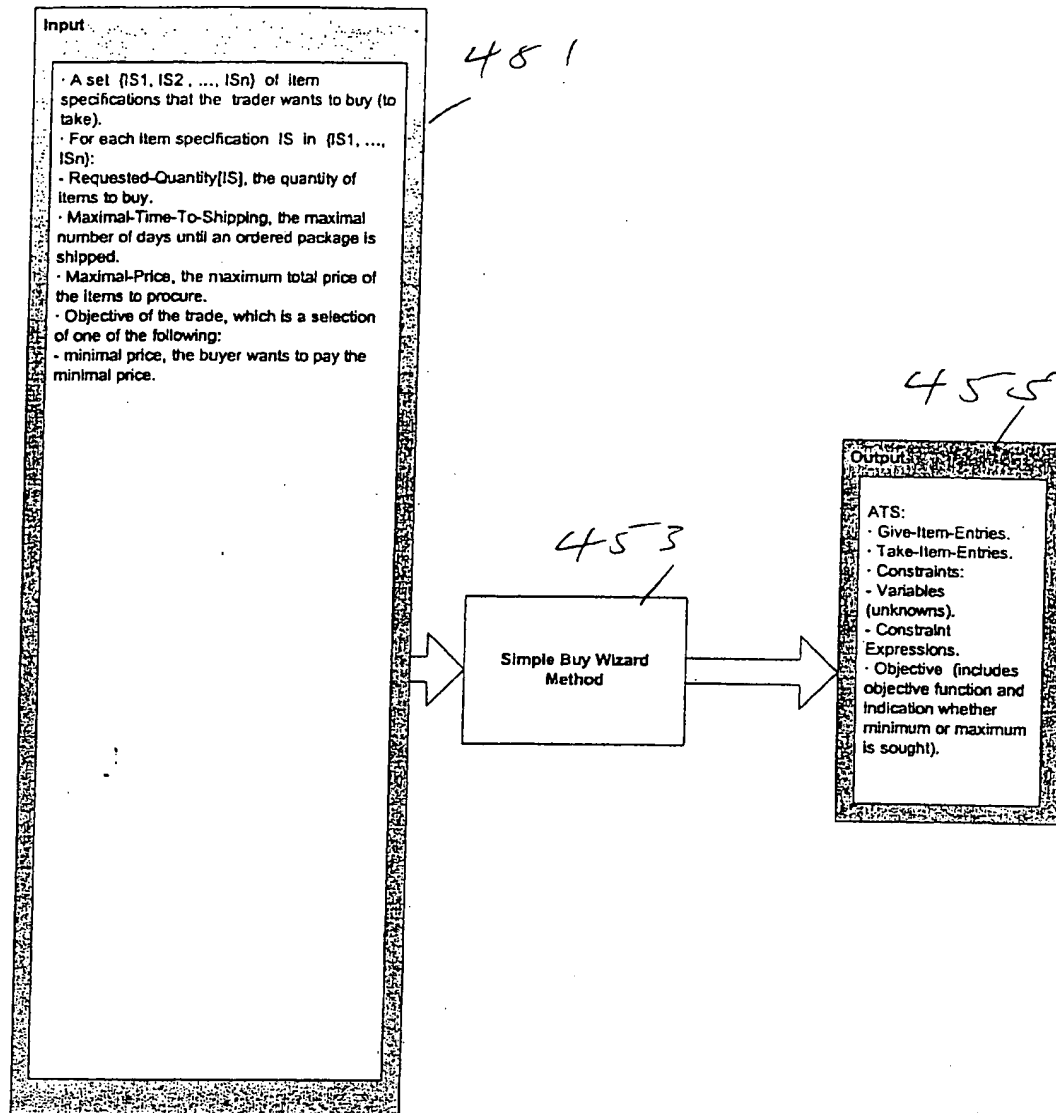 Input
· A set {IS1, IS2 , ..., ISn} of item
specifications that the trader wants to buy (to
take).
· For each item specification IS in {IS1, ...,
ISn}:
- Requested-Quantity[IS], the quantity of
items to buy.
· Maximal-Time-To-Shipping, the maximal
number of days until an ordered package is
shipped.
· Maximal-Price, the maximum total price of
the items to procure.
· Objective of the trade, which is a selection
of one of the following:
- minimal price, the buyer wants to pay the
minimal price.
481
453
Simple Buy Wizard
Method
455
Output
ATS:
· Give-Item-Entries.
· Take-Item-Entries.
· Constraints:
- Variables
(unknowns).
- Constraint
Expressions.
· Objective (includes
objective function and
indication whether
minimum or maximum
is sought).